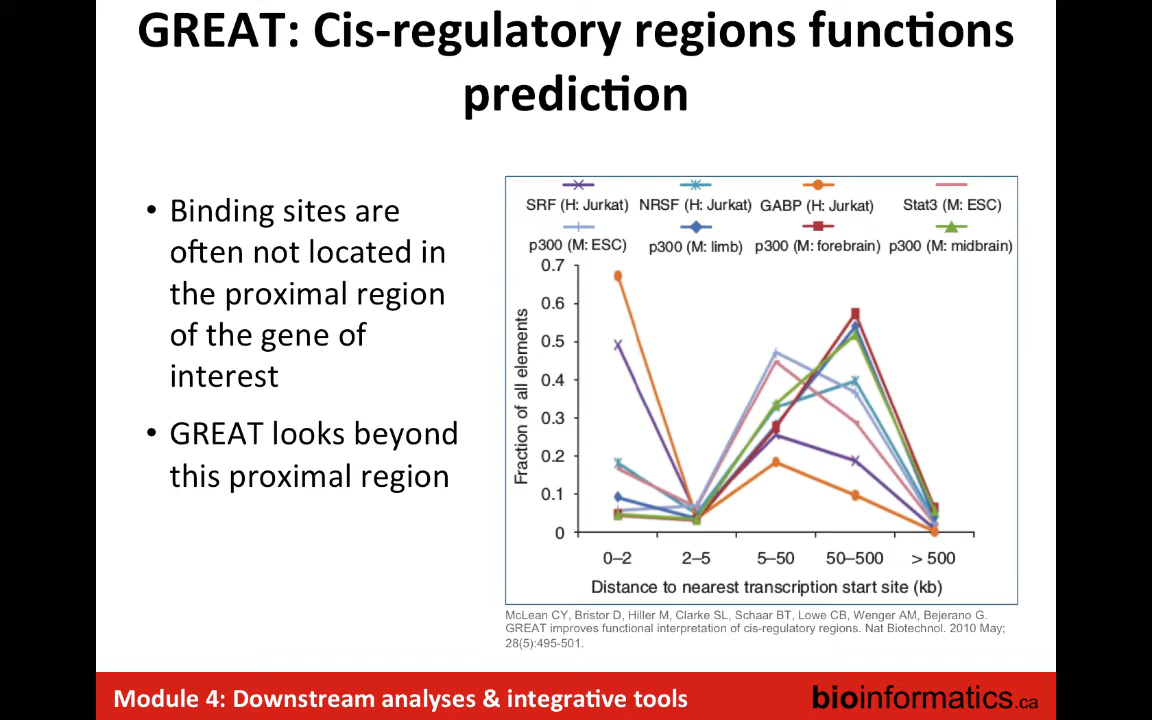 GREAT: Cis-regulatory regions functions
prediction
• Binding sites are
often not located in
the proximal region
of the gene of
interest
• GREAT looks beyond
this proximal region
SRF (H: Jurkat) NRSF (H: Jurkat) GABP (H: Jurkat) Stat3 (M: ESC)
p300 (M: ESC) p300 (M: limb) p300 (M: forebrain) p300 (M: midbrain)
Fraction of all elements
0.7
0.6
0.5
0.4
0.3
0.2
0.1
0
0–2 2–5 5–50 50–500 > 500
Distance to nearest transcription start site (kb)
McLean CY, Bristor D, Hiller M, Clarke SL, Schaar BT, Lowe CB, Wenger AM, Bejerano G.
GREAT improves functional interpretation of cis-regulatory regions. Nat Biotechnol. 2010 May;
28(5):495-501.
Module 4: Downstream analyses & integrative tools
bioinformatics.ca